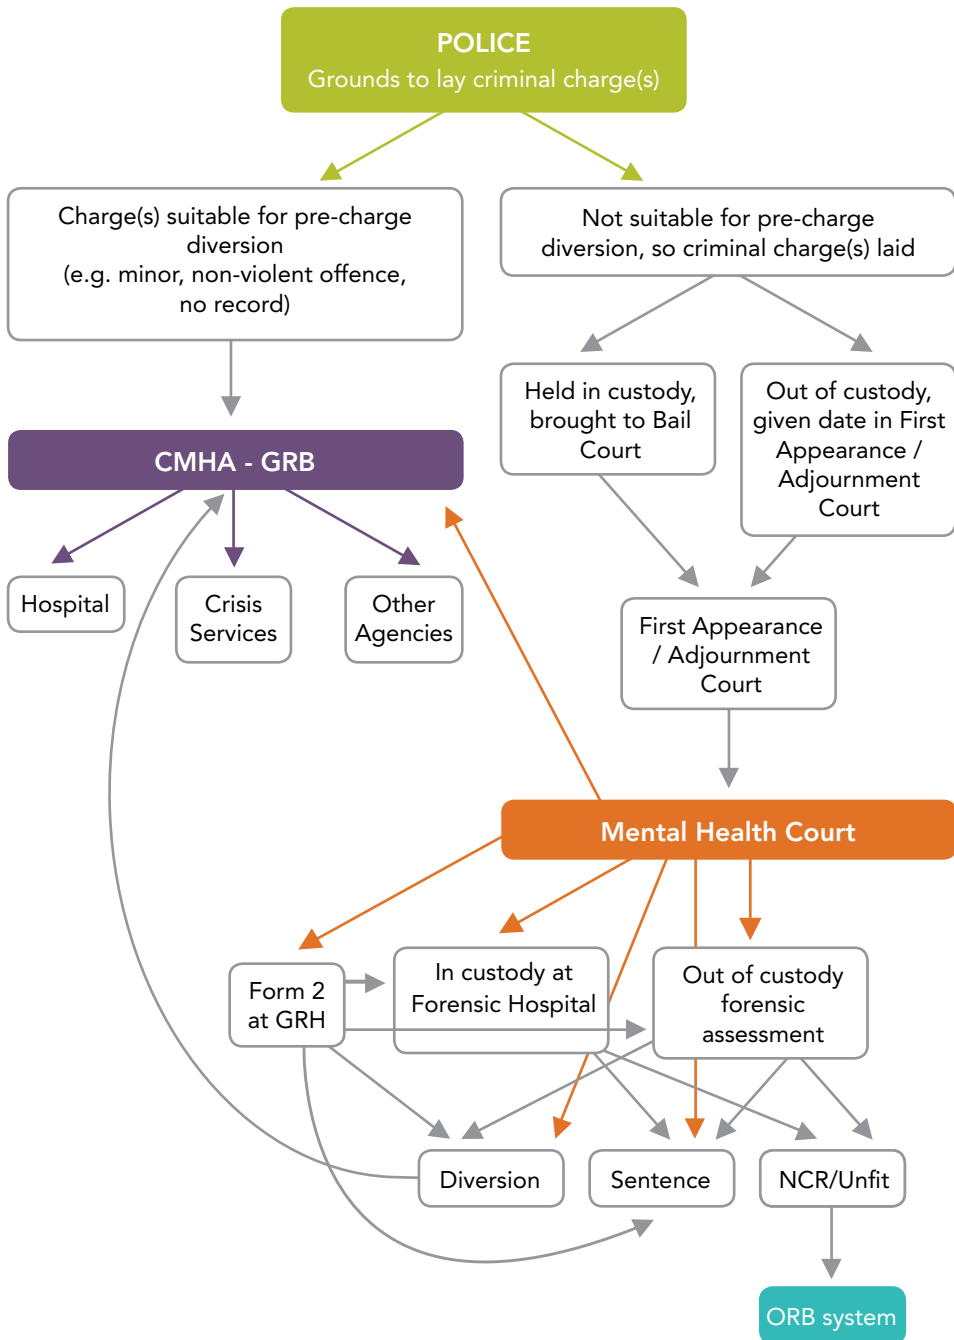 POLICE
Grounds to lay criminal charge(s)
Charge(s) suitable for pre-charge
diversion
(e.g. minor, non-violent offence,
no record)
Not suitable for pre-charge
diversion, so criminal charge(s) laid
Held in custody,
brought to Bail
Court
Out of custody,
given date in First
Appearance /
Adjournment
Court
CMHA - GRB
Hospital
Crisis
Services
Other
Agencies
First Appearance
/ Adjournment
Court
Mental Health Court
Form 2
at GRH
In custody at
Forensic Hospital
Out of custody
forensic
assessment
Diversion
Sentence
NCR/Unfit
ORB system